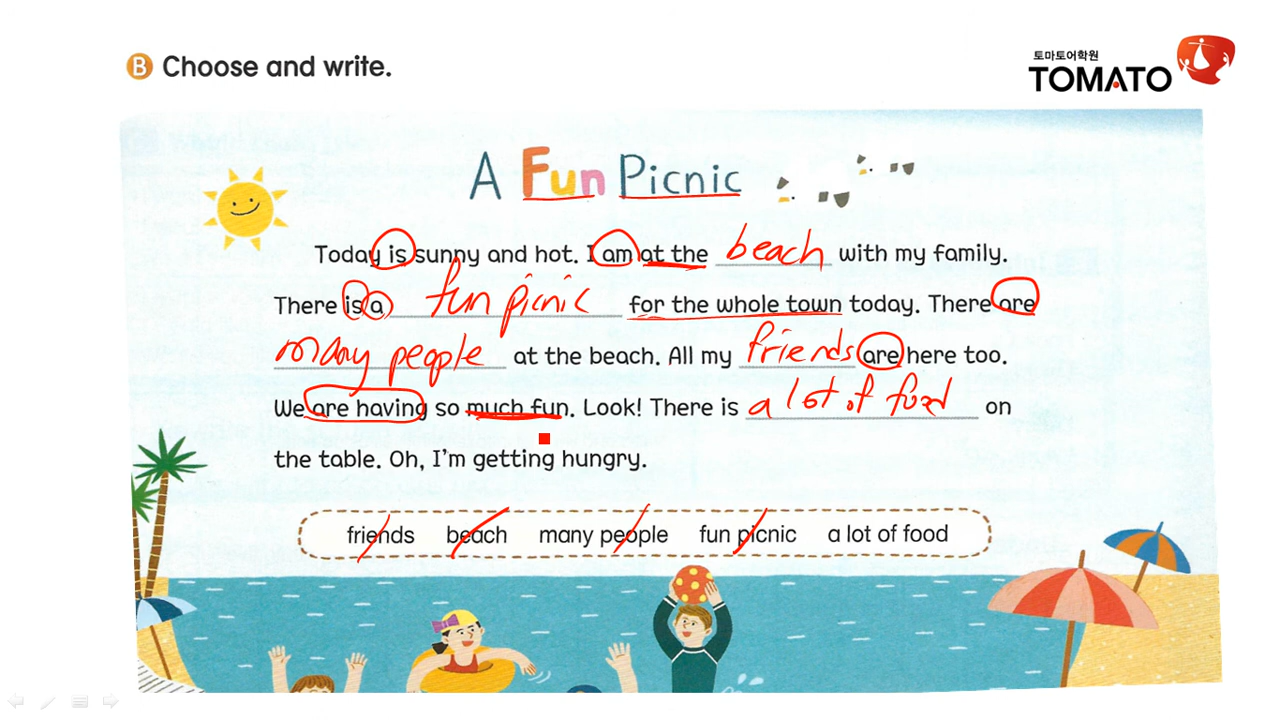 B Choose and write.
토마토어학원
TOMATO
A Fun Picnic
Today is sunny and hot. I am at the beach with my family.
There is a fun picnic for the whole town today. There are
many people at the beach. All my friends are here too.
We are having so much fun. Look! There is a lot of food on
the table. Oh, I'm getting hungry.
friends beach many people fun picnic a lot of food